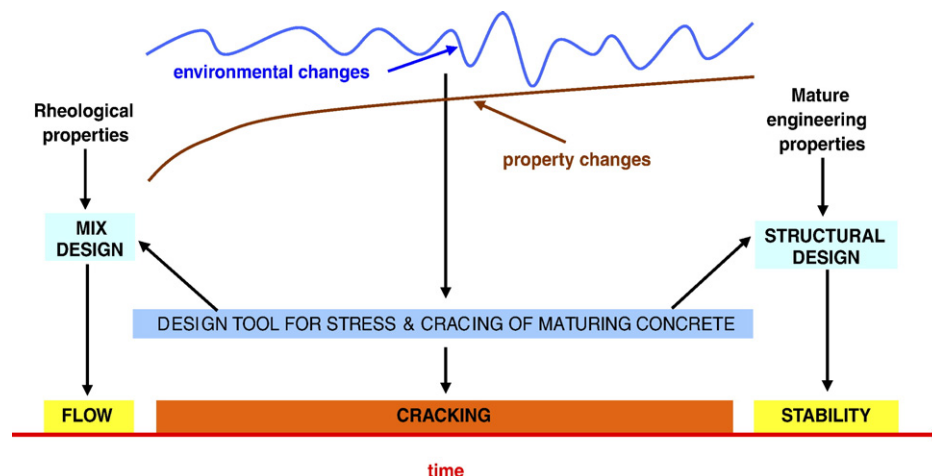 environmental changes
Rheological
properties
Mature
engineering
properties
property changes
MIX
DESIGN
STRUCTURAL
DESIGN
DESIGN TOOL FOR STRESS & CRACING OF MATURING CONCRETE
FLOW
CRACKING
STABILITY
time